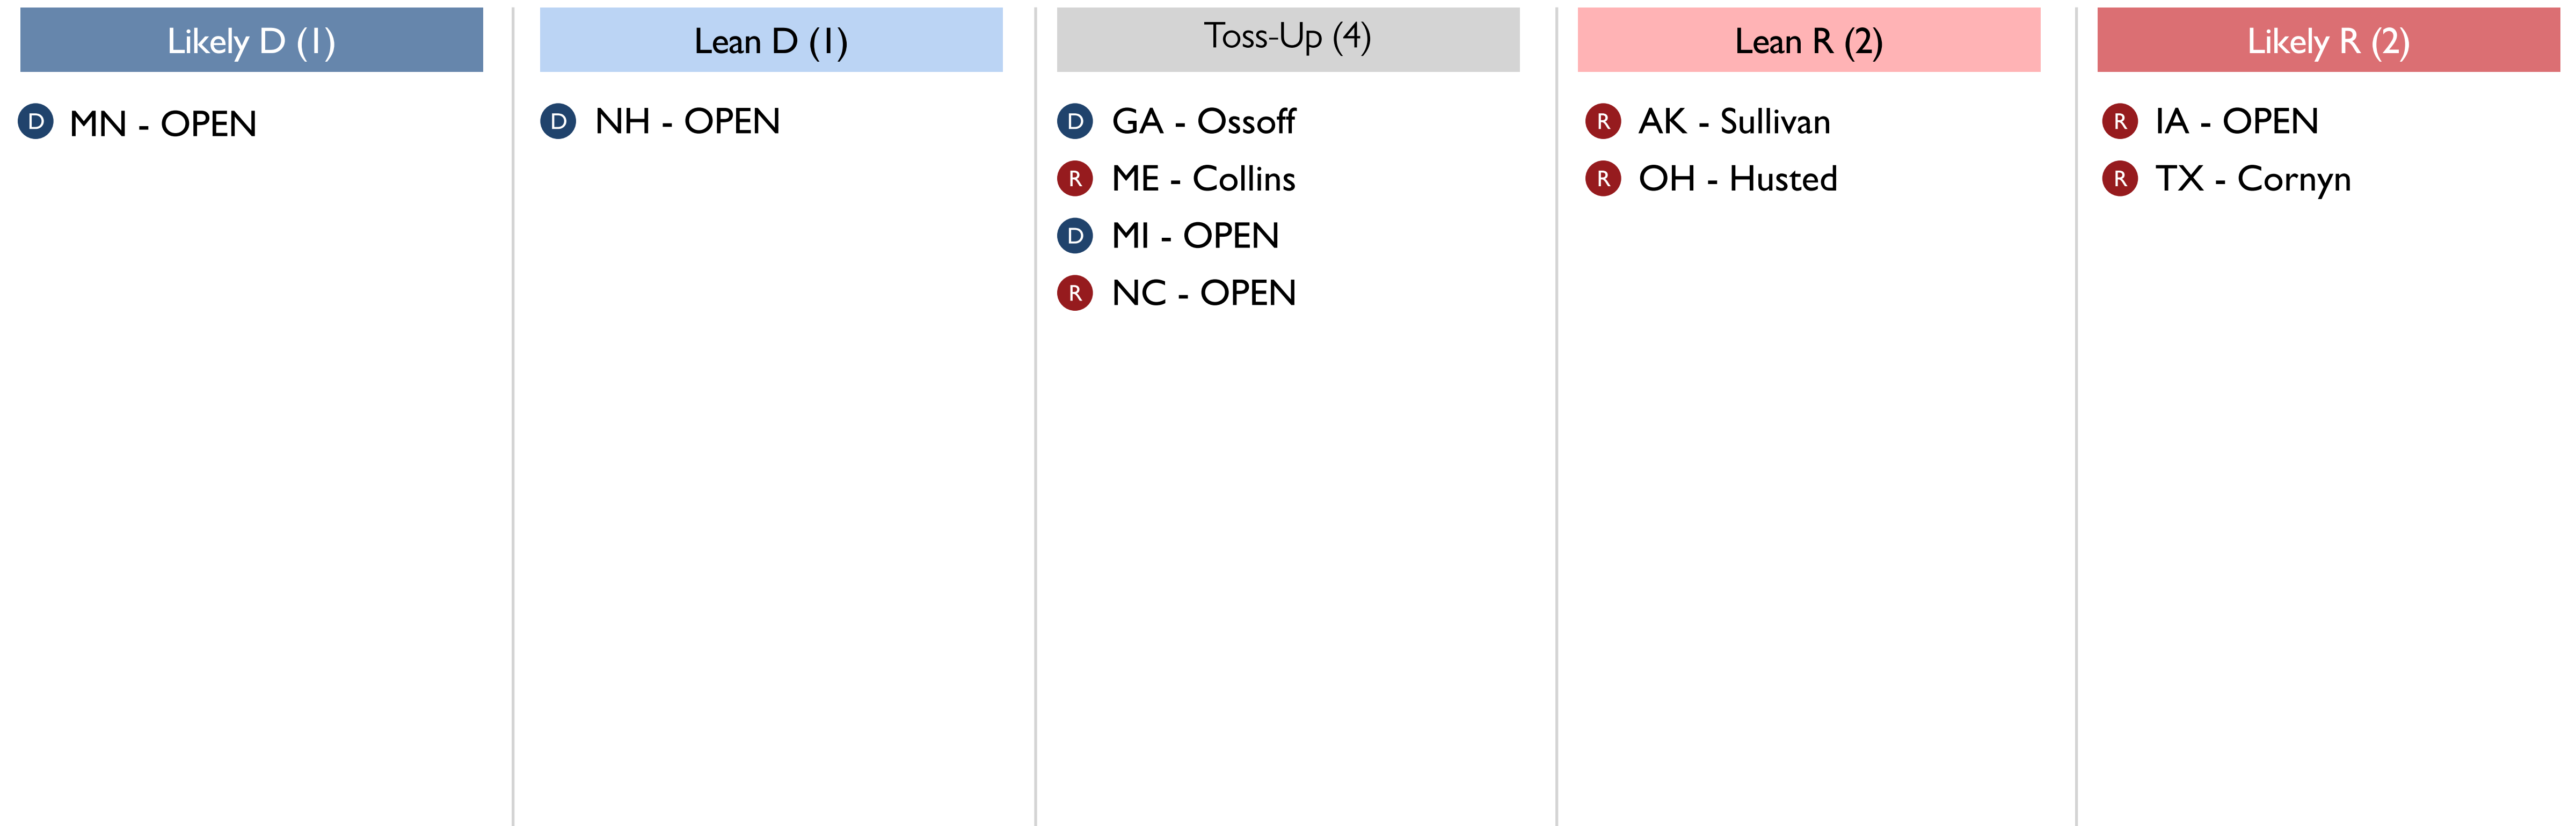 Likely D (1)
D MN - OPEN
Lean D (1)
D NH - OPEN
Toss-Up (4)
D GA - Ossoff
R ME - Collins
D MI - OPEN
R NC - OPEN
Lean R (2)
R AK - Sullivan
R OH - Husted
Likely R (2)
R IA - OPEN
R TX - Cornyn